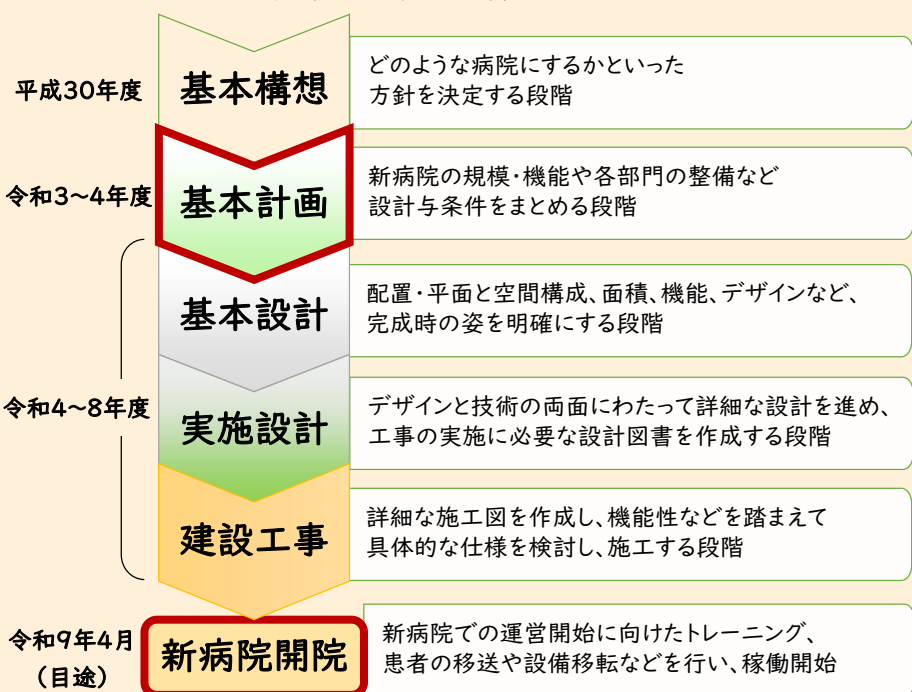 平成30年度
基本構想
どのような病院にするかといった
方針を決定する段階
令和3~4年度
基本計画
新病院の規模・機能や各部門の整備など
設計与条件をまとめる段階
基本設計
配置・平面と空間構成、面積、機能、デザインなど、
完成時の姿を明確にする段階
令和4~8年度
実施設計
デザインと技術の両面にわたって詳細な設計を進め、
工事の実施に必要な設計図書を作成する段階
建設工事
詳細な施工図を作成し、機能性などを踏まえて
具体的な仕様を検討し、施工する段階
令和9年4月
（目途）
新病院開院
新病院での運営開始に向けたトレーニング、
患者の移送や設備移転などを行い、稼働開始